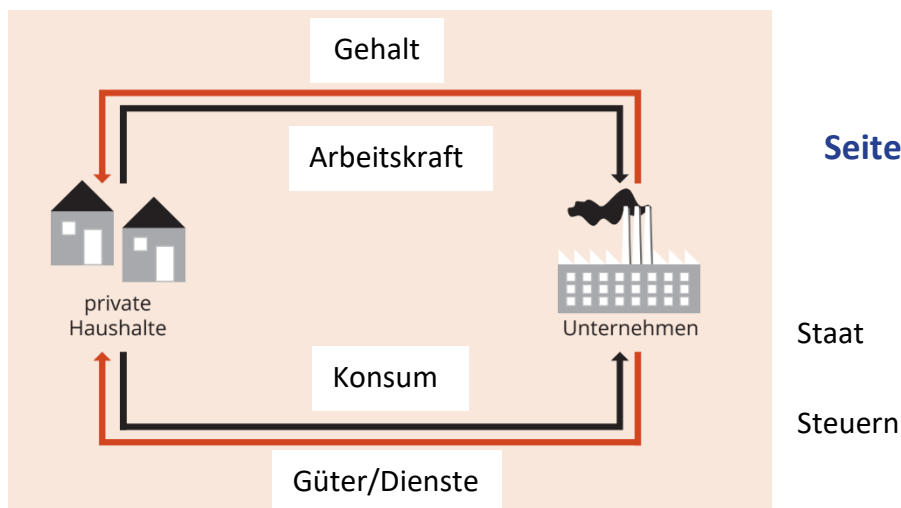 Gehalt
Arbeitskraft
Seite
private
Haushalte
Unternehmen
Staat
Konsum
Steuern
Güter/Dienste